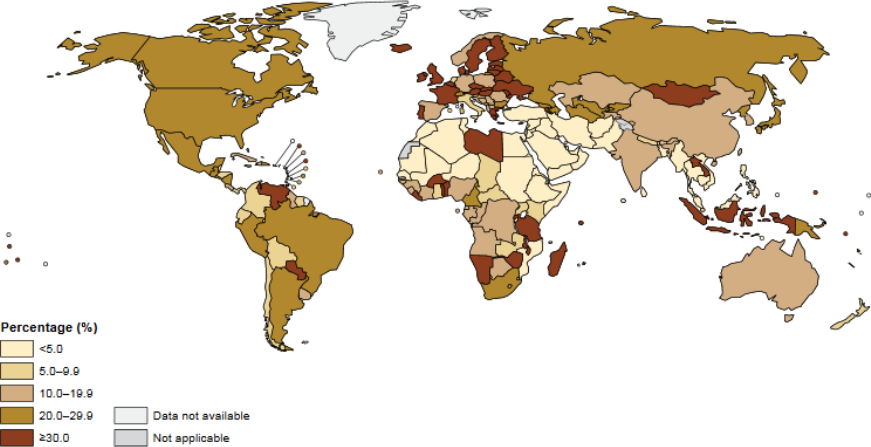 Percentage (%)
<5.0
5.0–9.9
10.0–19.9
20.0–29.9 Data not available
≥30.0 Not applicable